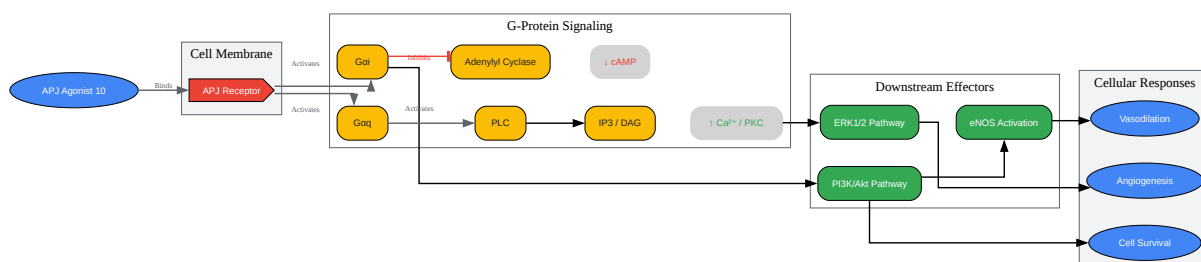 G-Protein Signaling
Cell Membrane
Gαi
Inhibits
Adenylyl Cyclase
↓ cAMP
Activates
APJ Agonist 10
Binds
APJ Receptor
Activates
Gαq
Activates
PLC
IP3 / DAG
↑ Ca²⁺ / PKC
Downstream Effectors
ERK1/2 Pathway
eNOS Activation
PI3K/Akt Pathway
Cellular Responses
Vasodilation
Angiogenesis
Cell Survival